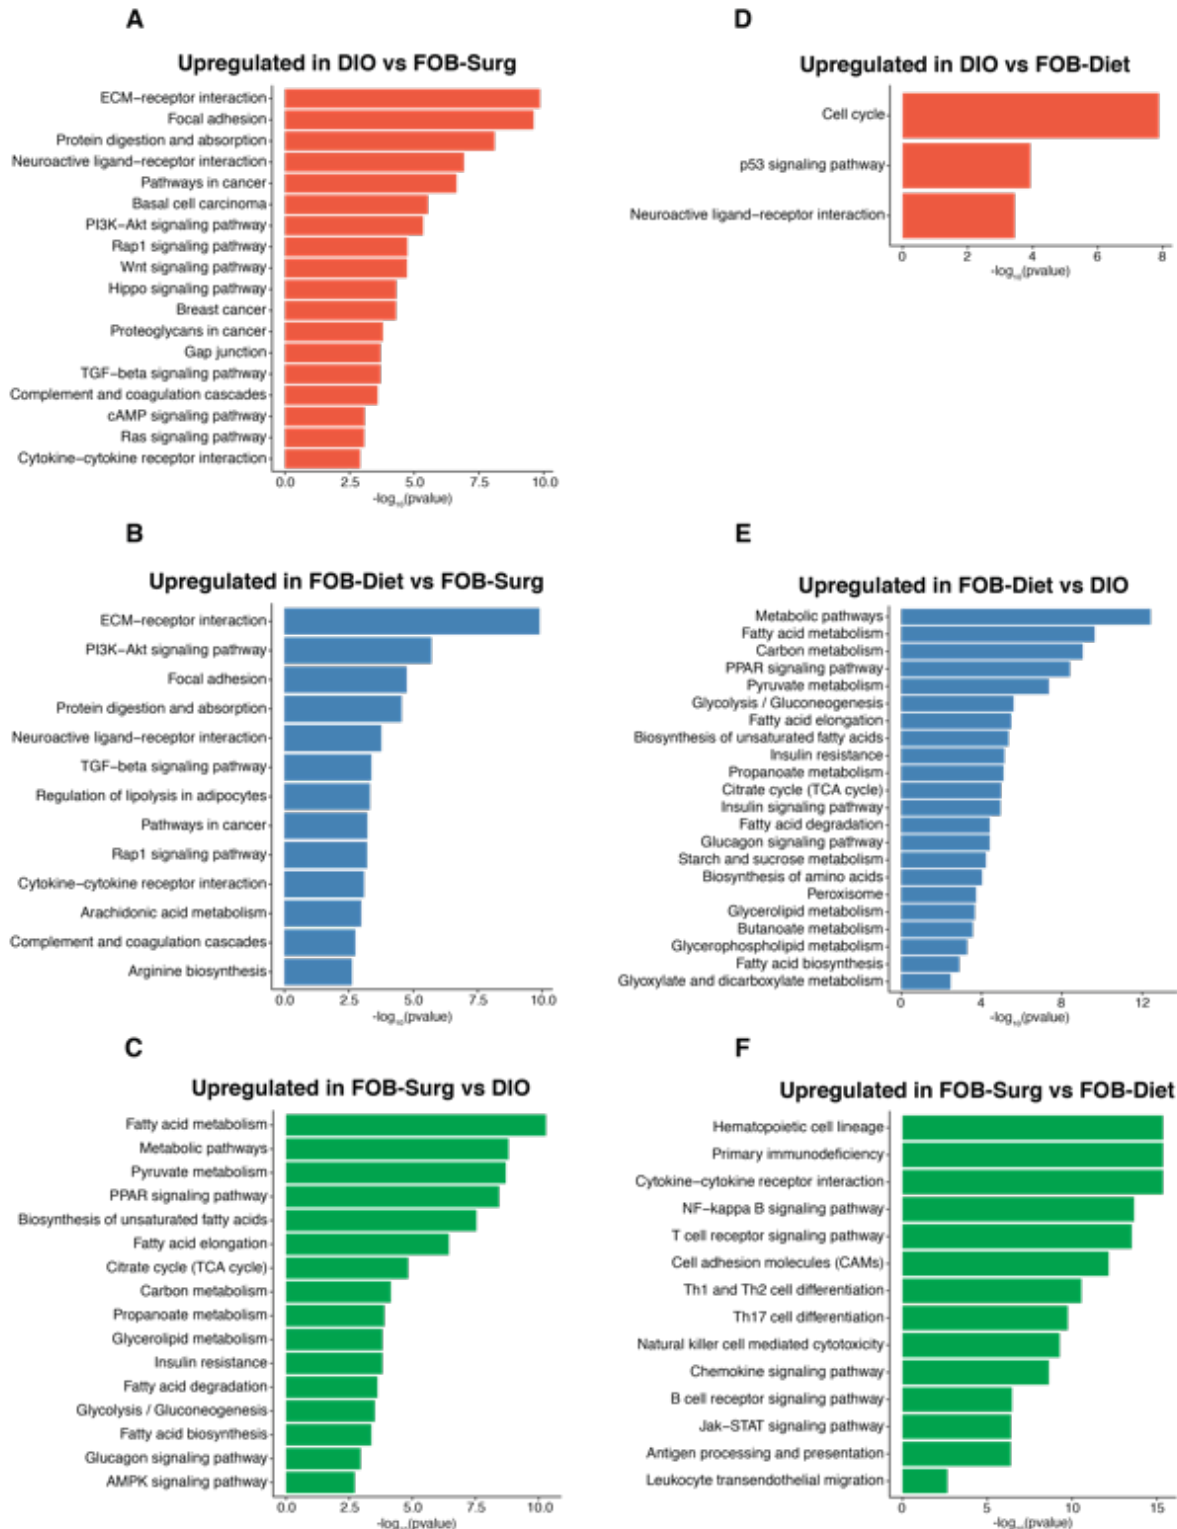 A
Upregulated in DIO vs FOB-Surg
ECM-receptor interaction
Focal adhesion
Protein digestion and absorption
Neuroactive ligand-receptor interaction
Pathways in cancer
Basal cell carcinoma
PI3K-Akt signaling pathway
Rap1 signaling pathway
Wnt signaling pathway
Hippo signaling pathway
Breast cancer
Proteoglycans in cancer
Gap junction
TGF-beta signaling pathway
Complement and coagulation cascades
cAMP signaling pathway
Ras signaling pathway
Cytokine-cytokine receptor interaction
0.0 2.5 5.0 7.5 10.0
-log₁₀(pvalue)
D
Upregulated in DIO vs FOB-Diet
Cell cycle
p53 signaling pathway
Neuroactive ligand-receptor interaction
0 2 4 6 8
-log₁₀(pvalue)
B
Upregulated in FOB-Diet vs FOB-Surg
ECM-receptor interaction
PI3K-Akt signaling pathway
Focal adhesion
Protein digestion and absorption
Neuroactive ligand-receptor interaction
TGF-beta signaling pathway
Regulation of lipolysis in adipocytes
Pathways in cancer
Rap1 signaling pathway
Cytokine-cytokine receptor interaction
Arachidonic acid metabolism
Complement and coagulation cascades
Arginine biosynthesis
0.0 2.5 5.0 7.5 10.0
-log₁₀(pvalue)
E
Upregulated in FOB-Diet vs DIO
Metabolic pathways
Fatty acid metabolism
Carbon metabolism
PPAR signaling pathway
Pyruvate metabolism
Glycolysis / Gluconeogenesis
Fatty acid elongation
Biosynthesis of unsaturated fatty acids
Insulin resistance
Propanoate metabolism
Citrate cycle (TCA cycle)
Insulin signaling pathway
Fatty acid degradation
Glucagon signaling pathway
Starch and sucrose metabolism
Biosynthesis of amino acids
Peroxisome
Glycerolipid metabolism
Butanoate metabolism
Glycerophospholipid metabolism
Fatty acid biosynthesis
Glyoxylate and dicarboxylate metabolism
0 4 8 12
-log₁₀(pvalue)
C
Upregulated in FOB-Surg vs DIO
Fatty acid metabolism
Metabolic pathways
Pyruvate metabolism
PPAR signaling pathway
Biosynthesis of unsaturated fatty acids
Fatty acid elongation
Citrate cycle (TCA cycle)
Carbon metabolism
Propanoate metabolism
Glycerolipid metabolism
Insulin resistance
Fatty acid degradation
Glycolysis / Gluconeogenesis
Fatty acid biosynthesis
Glucagon signaling pathway
AMPK signaling pathway
0.0 2.5 5.0 7.5 10.0
-log₁₀(pvalue)
F
Upregulated in FOB-Surg vs FOB-Diet
Hematopoietic cell lineage
Primary immunodeficiency
Cytokine-cytokine receptor interaction
NF-kappa B signaling pathway
T cell receptor signaling pathway
Cell adhesion molecules (CAMs)
Th1 and Th2 cell differentiation
Th17 cell differentiation
Natural killer cell mediated cytotoxicity
Chemokine signaling pathway
B cell receptor signaling pathway
Jak-STAT signaling pathway
Antigen processing and presentation
Leukocyte transendothelial migration
0 5 10 15
-log₁₀(pvalue)